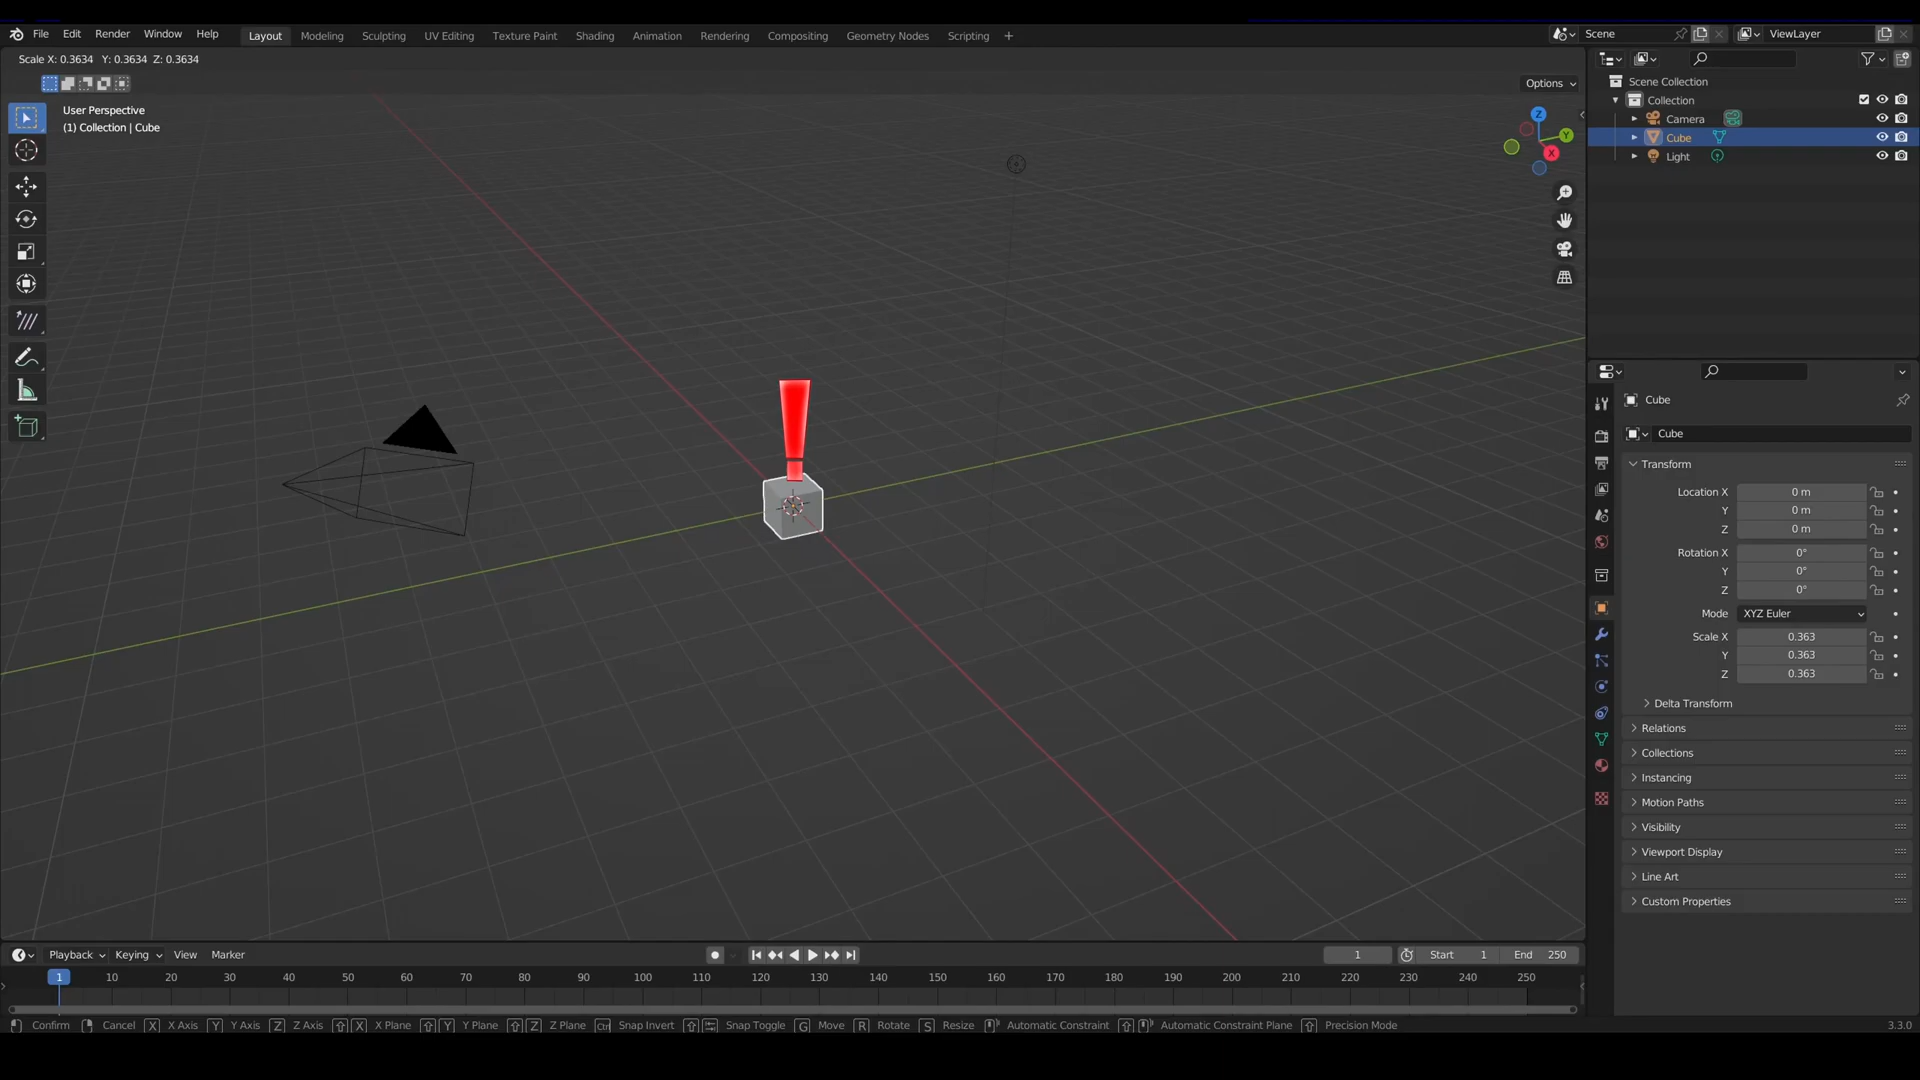 File Edit Render Window Help Layout Modeling Sculpting UV Editing Texture Paint Shading Animation Rendering Compositing Geometry Nodes Scripting Scene ViewLayer
Scale X: 0.3634 Y: 0.3634 Z: 0.3634
Options
User Perspective
(1) Collection | Cube
Z
Y
X
Scene Collection
Collection
Camera
Cube
Light
Cube
Cube
Transform
Location X 0 m
Y 0 m
Z 0 m
Rotation X 0°
Y 0°
Z 0°
Mode XYZ Euler
Scale X 0.363
Y 0.363
Z 0.363
Delta Transform
Relations
Collections
Instancing
Motion Paths
Visibility
Viewport Display
Line Art
Custom Properties
Playback Keying View Marker 1 Start 1 End 250
1 10 20 30 40 50 60 70 80 90 100 110 120 130 140 150 160 170 180 190 200 210 220 230 240 250
Confirm Cancel X X Axis Y Y Axis Z Z Axis X X Plane Y Y Plane Z Z Plane Ctrl Snap Invert Snap Toggle G Move R Rotate S Resize Automatic Constraint Automatic Constraint Plane Precision Mode 3.3.0